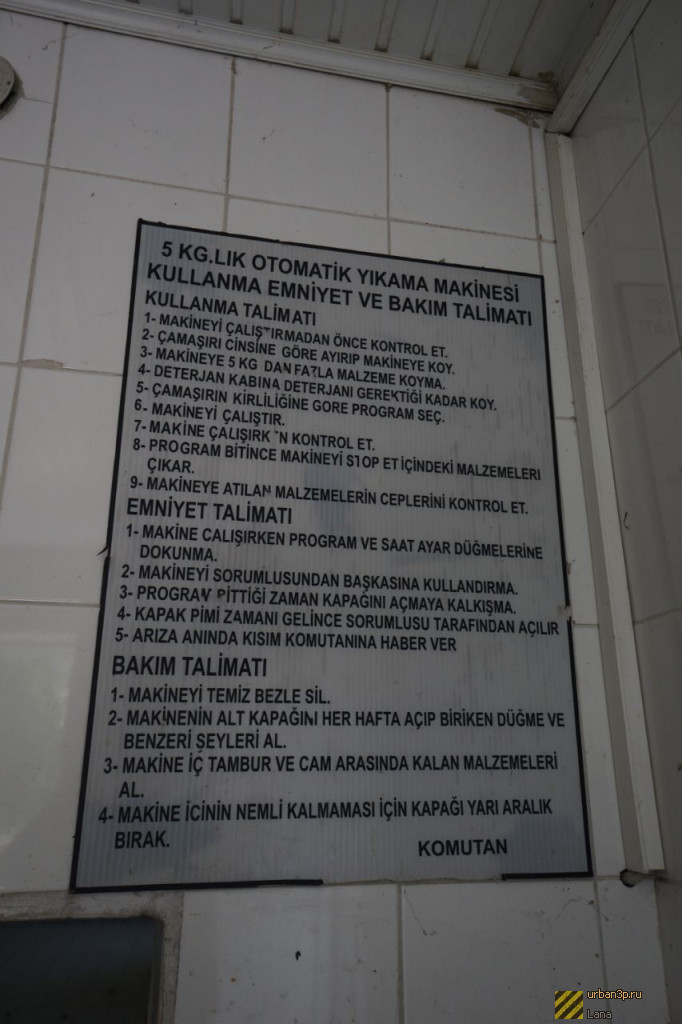 5 KG.LIK OTOMATİK YIKAMA MAKİNESİ
KULLANMA EMNİYET VE BAKIM TALİMATI
KULLANMA TALİMATI
1- MAKİNEYİ ÇALIŞTIRMADAN ÖNCE KONTROL ET.
2- ÇAMAŞIRI CİNSİNE GÖRE AYIRIP MAKİNEYE KOY.
3- MAKİNEYE 5 KG DAN FAZLA MALZEME KOYMA.
4- DETERJAN KABINA DETERJANI GEREKTİĞİ KADAR KOY.
5- ÇAMAŞIRIN KİRLİLİĞİNE GORE PROGRAM SEÇ.
6- MAKİNEYİ ÇALIŞTIR.
7- MAKİNE ÇALIŞIRKEN KONTROL ET.
8- PROGRAM BİTİNCE MAKİNEYİ STOP ET İÇİNDEKİ MALZEMELERİ
ÇIKAR.
9- MAKİNEYE ATILAN MALZEMELERİN CEPLERİNİ KONTROL ET.
EMNİYET TALİMATI
1- MAKİNE CALIŞIRKEN PROGRAM VE SAAT AYAR DÜĞMELERİNE
DOKUNMA.
2- MAKİNEYİ SORUMLUSUNDAN BAŞKASINA KULLANDIRMA.
3- PROGRAM BİTTİĞİ ZAMAN KAPAĞINI AÇMAYA KALKIŞMA.
4- KAPAK PİMİ ZAMANI GELİNCE SORUMLUSU TARAFINDAN AÇILIR
5- ARIZA ANINDA KISIM KOMUTANINA HABER VER
BAKIM TALİMATI
1- MAKİNEYİ TEMİZ BEZLE SİL.
2- MAKİNENİN ALT KAPAĞINI HER HAFTA AÇIP BİRİKEN DÜĞME VE
BENZERİ ŞEYLERİ AL.
3- MAKİNE İÇ TAMBUR VE CAM ARASINDA KALAN MALZEMELERİ
AL.
4- MAKİNE İCİNİN NEMLİ KALMAMASI İÇİN KAPAĞI YARI ARALIK
BIRAK.
KOMUTAN
urban3p.ru
Lana